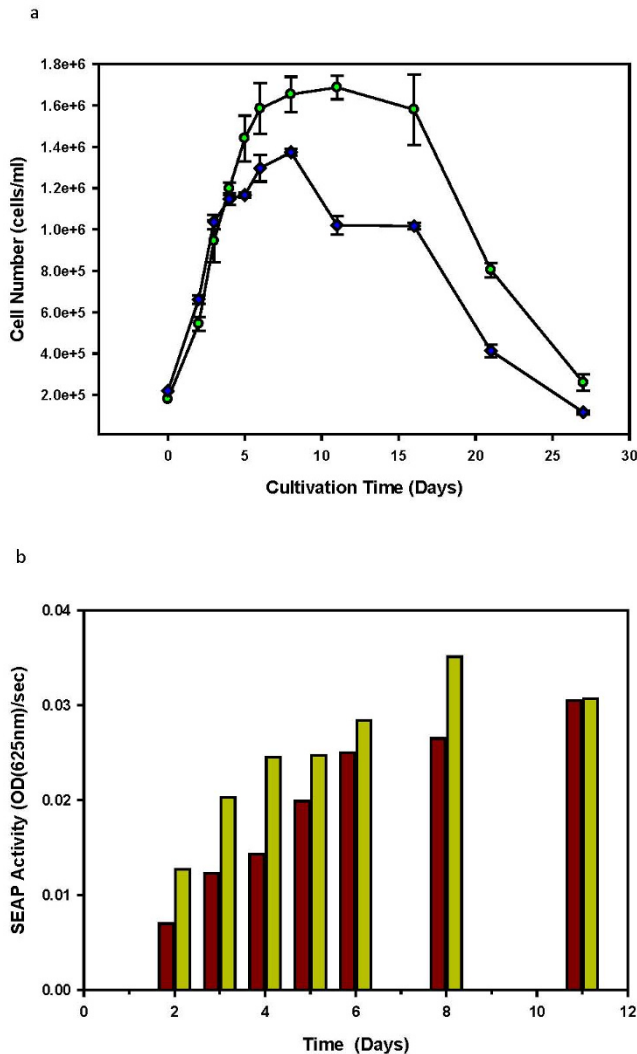 a
1.8e+6
1.6e+6
1.4e+6
1.2e+6
1.0e+6
8.0e+5
6.0e+5
4.0e+5
2.0e+5
Cell Number (cells/ml)
0 5 10 15 20 25 30
Cultivation Time (Days)
b
0.04
0.03
0.02
0.01
0.00
SEAP Activity (OD(625nm)/sec)
0 2 4 6 8 10 12
Time (Days)